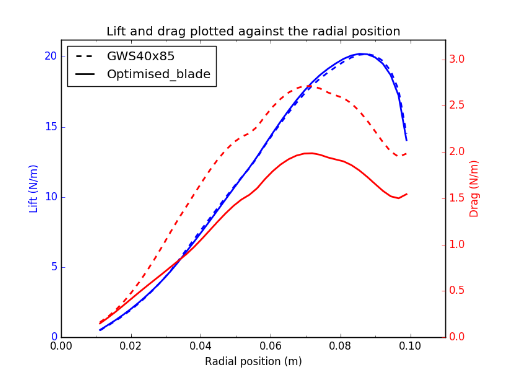 Lift and drag plotted against the radial position
GWS40x85
Optimised_blade
Lift (N/m)
20
15
10
5
0
Drag (N/m)
3.0
2.5
2.0
1.5
1.0
0.5
0.0
0.00 0.02 0.04 0.06 0.08 0.10
Radial position (m)